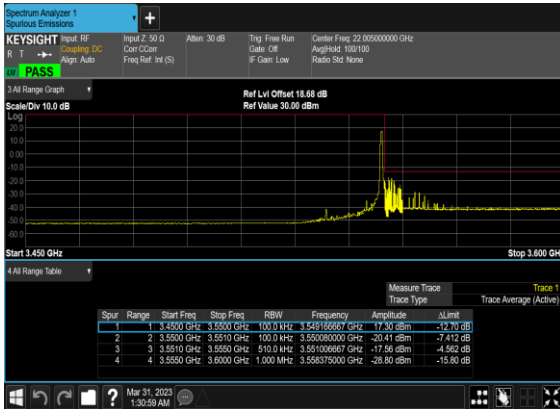 Spectrum Analyzer 1
Spurious Emissions
+
KEYSIGHT Input: RF Input Z: 50 Ω Atten: 30 dB Trig: Free Run Center Freq: 22.005000000 GHz
R T Coupling: DC Corr CCorr Gate: Off Avg|Hold: 100/100
Align: Auto Freq Ref: Int (S) IF Gain: Low Radio Std: None
LXI PASS
3 All Range Graph
Ref Lvl Offset 18.68 dB
Scale/Div 10.0 dB Ref Value 30.00 dBm
Log
20.0
10.0
0.00
-10.0
-20.0
-30.0
-40.0
-50.0
-60.0
Start 3.450 GHz Stop 3.600 GH
4 All Range Table
Measure Trace Trace 1
Trace Type Trace Average (Active)
Spur Range Start Freq Stop Freq RBW Frequency Amplitude ΔLimit
1 1 3.4500 GHz 3.5500 GHz 100.0 kHz 3.549166667 GHz 17.30 dBm -12.70 dB
2 2 3.5500 GHz 3.5510 GHz 100.0 kHz 3.550080000 GHz -20.41 dBm -7.412 dB
3 3 3.5510 GHz 3.5550 GHz 510.0 kHz 3.551006667 GHz -17.56 dBm -4.562 dB
4 4 3.5550 GHz 3.6000 GHz 1.000 MHz 3.558375000 GHz -28.80 dBm -15.80 dB
?
Mar 31, 2023
1:30:59 AM